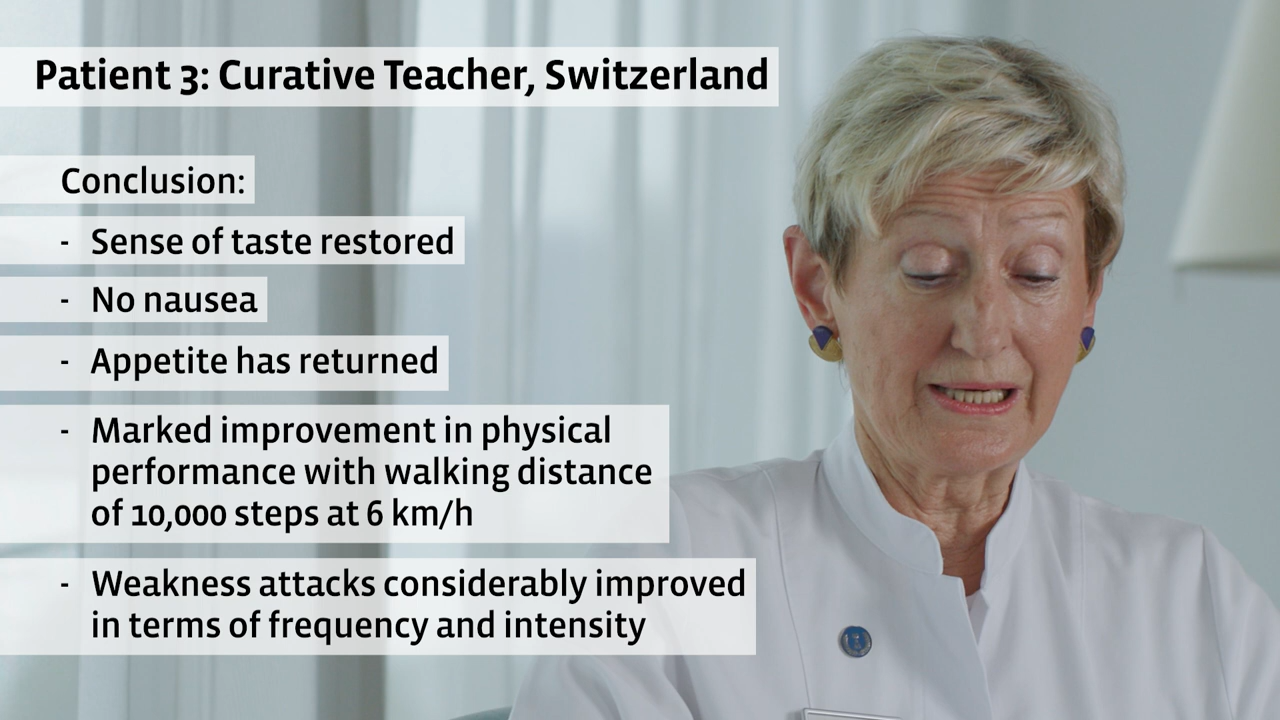 Patient 3: Curative Teacher, Switzerland
Conclusion:
- Sense of taste restored
- No nausea
- Appetite has returned
- Marked improvement in physical
performance with walking distance
of 10,000 steps at 6 km/h
- Weakness attacks considerably improved
in terms of frequency and intensity